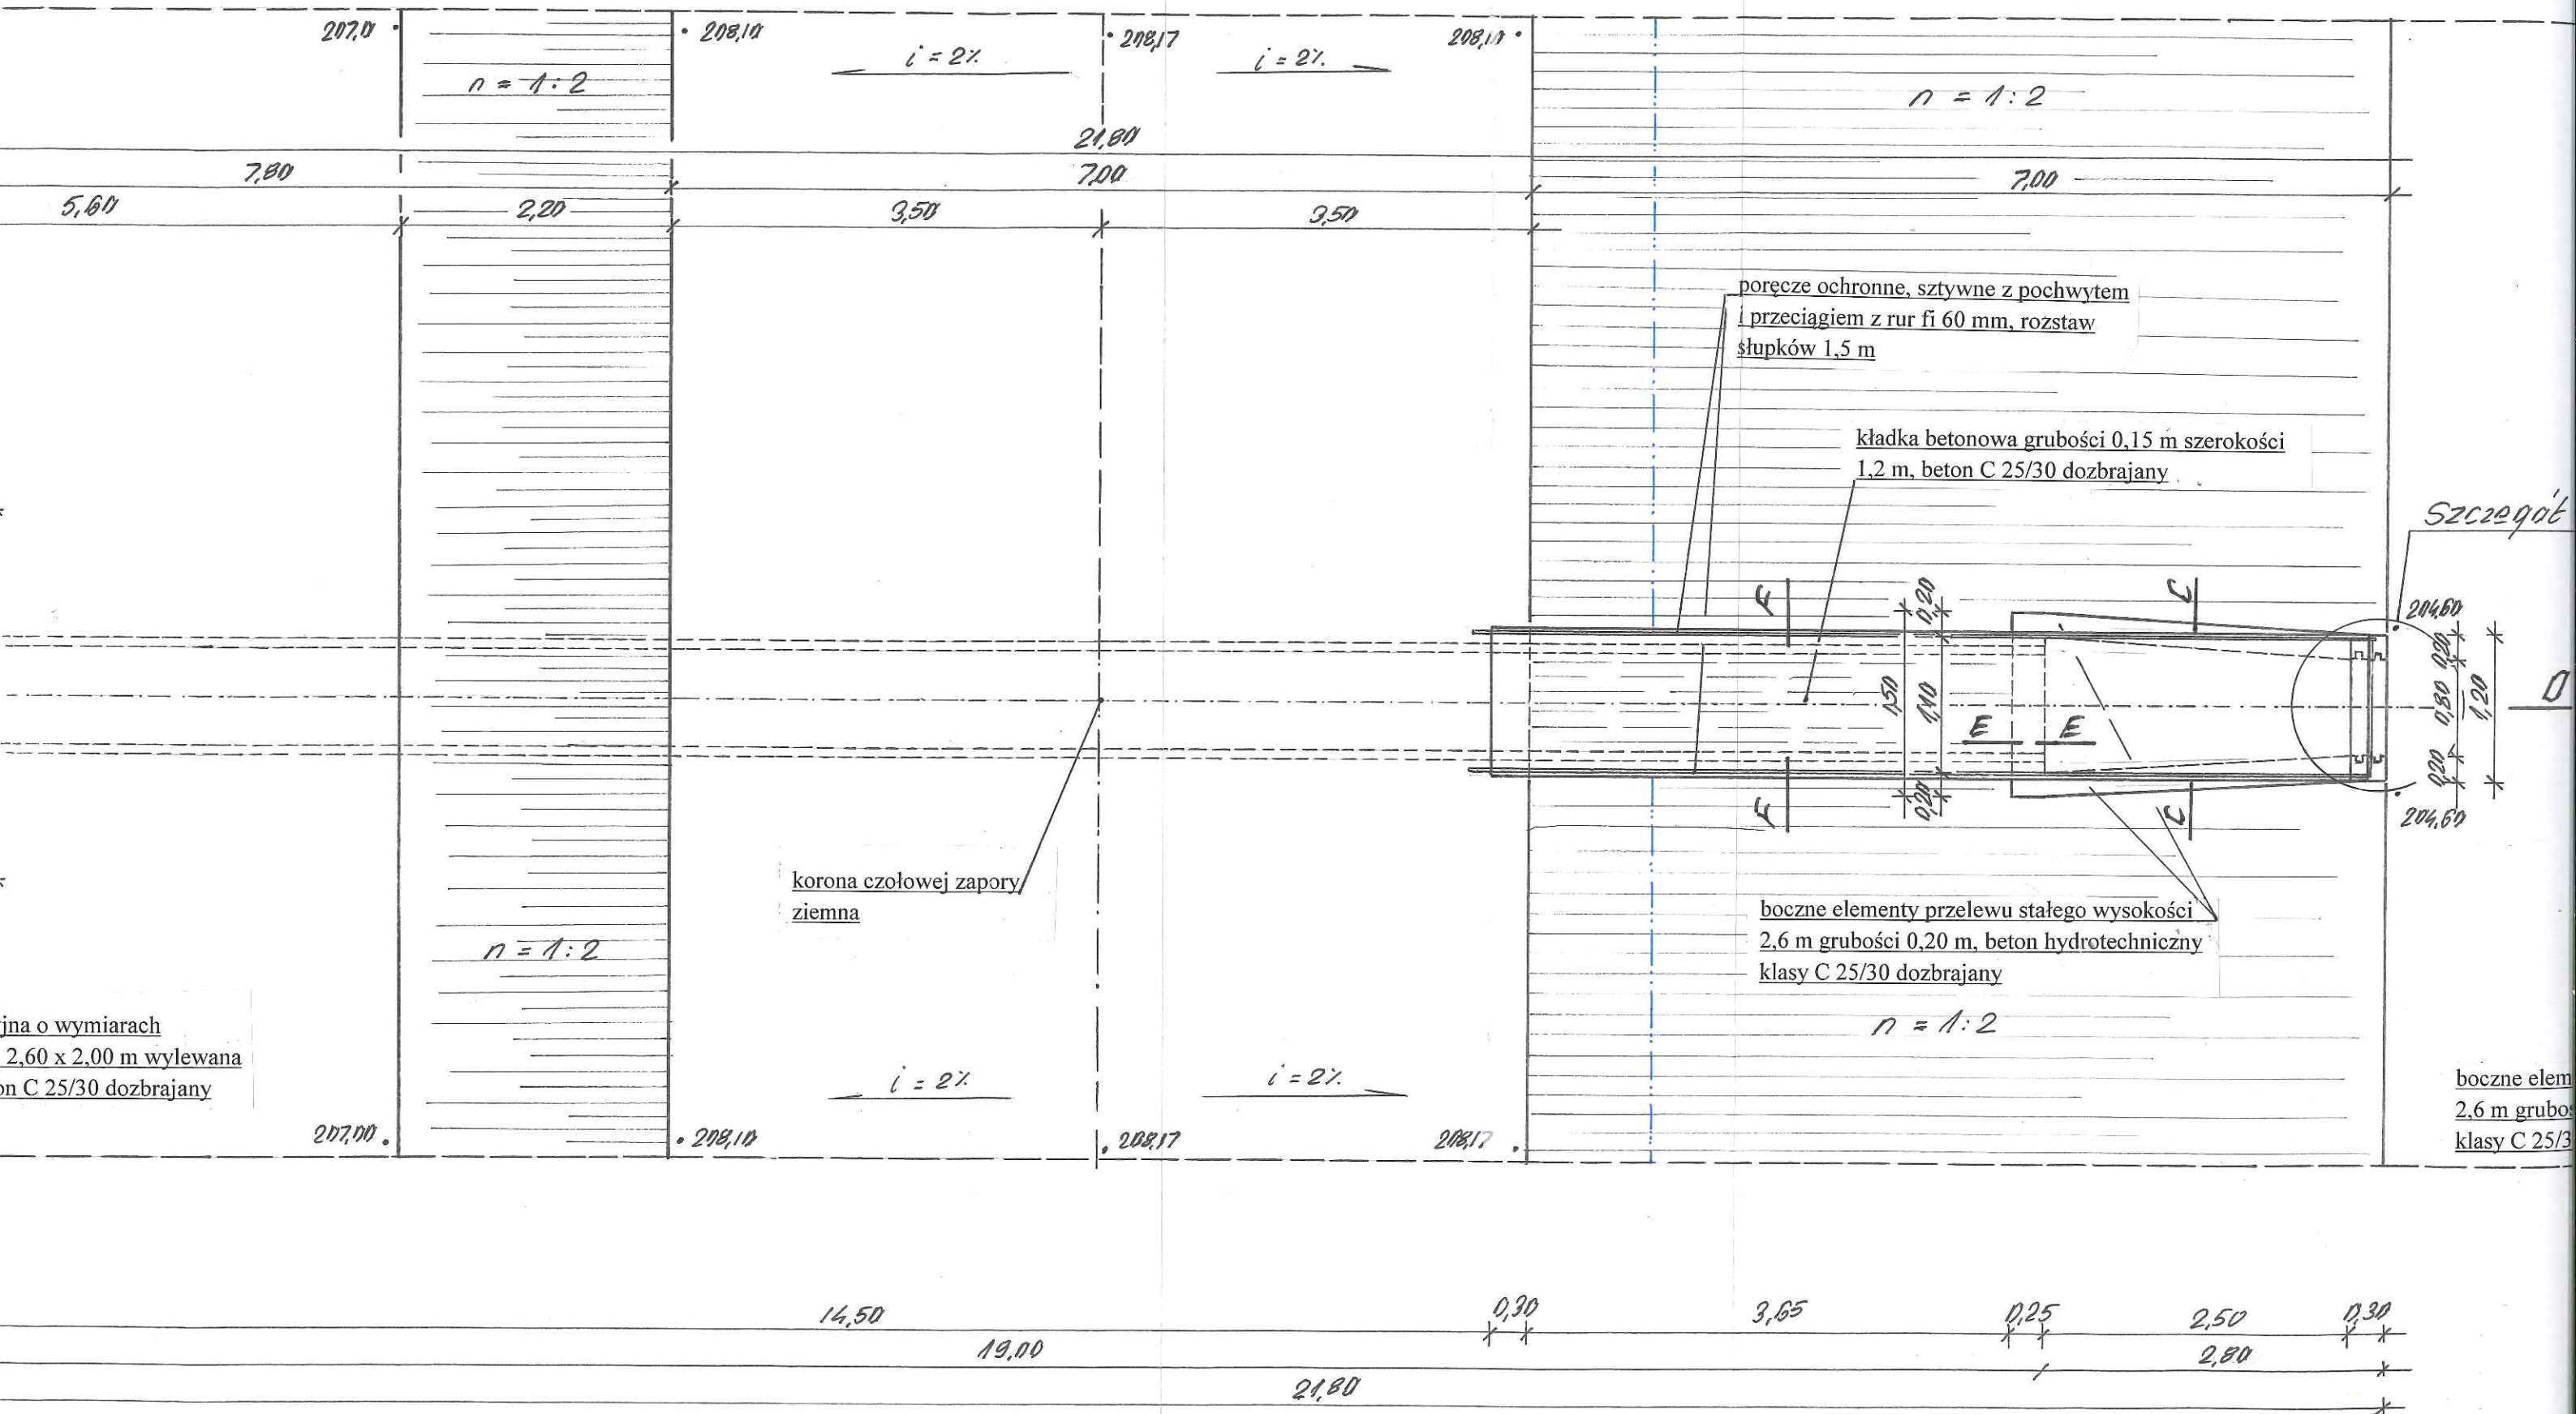 207,0
208,10
208,17
208,10
i = 2%
i = 2%.
n = 1:2
n = 1:2
21,80
7,80
7,00
7,00
5,60
2,20
3,50
3,50
poręcze ochronne, sztywne z pochwytem
i przeciągiem z rur fi 60 mm, rozstaw
słupków 1,5 m
kładka betonowa grubości 0,15 m szerokości
1,2 m, beton C 25/30 dozbrajany
Szczegół
F
0,20
C
204,60
1,50
1,10
0,20
0,80
1,20
0,20
D
E
E
F
0,20
C
204,60
korona czołowej zapory
ziemna
boczne elementy przelewu stałego wysokości
2,6 m grubości 0,20 m, beton hydrotechniczny
klasy C 25/30 dozbrajany
n = 1:2
n = 1:2
jna o wymiarach
2,60 x 2,00 m wylewana
on C 25/30 dozbrajany
i = 2%
i = 2%.
boczne elem
2,6 m grubo
klasy C 25/3
207,00
208,10
208,17
208,17
14,50
0,30
3,65
0,25
2,50
0,30
19,00
2,80
21,80